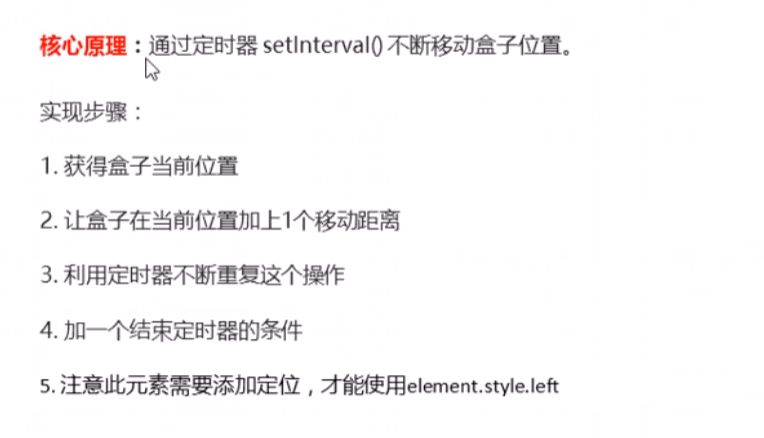 核心原理：通过定时器 setInterval() 不断移动盒子位置。
实现步骤：
1. 获得盒子当前位置
2. 让盒子在当前位置加上1个移动距离
3. 利用定时器不断重复这个操作
4. 加一个结束定时器的条件
5. 注意此元素需要添加定位，才能使用element.style.left